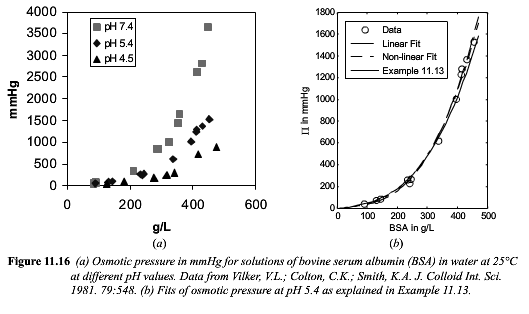 4000
3500
3000
2500
2000
1500
1000
500
0
mmHg
pH 7.4
pH 5.4
pH 4.5
0 200 400 600
g/L
(a)
1800
1600
1400
1200
1000
800
600
400
200
0
Π in mmHg
Data
Linear Fit
Non-linear Fit
Example 11.13
0 100 200 300 400 500
BSA in g/L
(b)
Figure 11.16 (a) Osmotic pressure in mmHg for solutions of bovine serum albumin (BSA) in water at 25°C
at different pH values. Data from Vilker, V.L.; Colton, C.K.; Smith, K.A. J. Colloid Int. Sci.
1981. 79:548. (b) Fits of osmotic pressure at pH 5.4 as explained in Example 11.13.